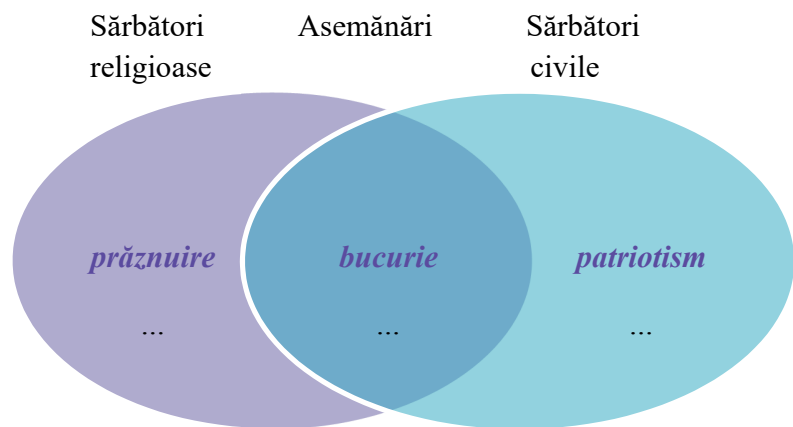 Sărbători religioase
Asemănări
Sărbători civile
prăznuire
bucurie
patriotism
...
...
...